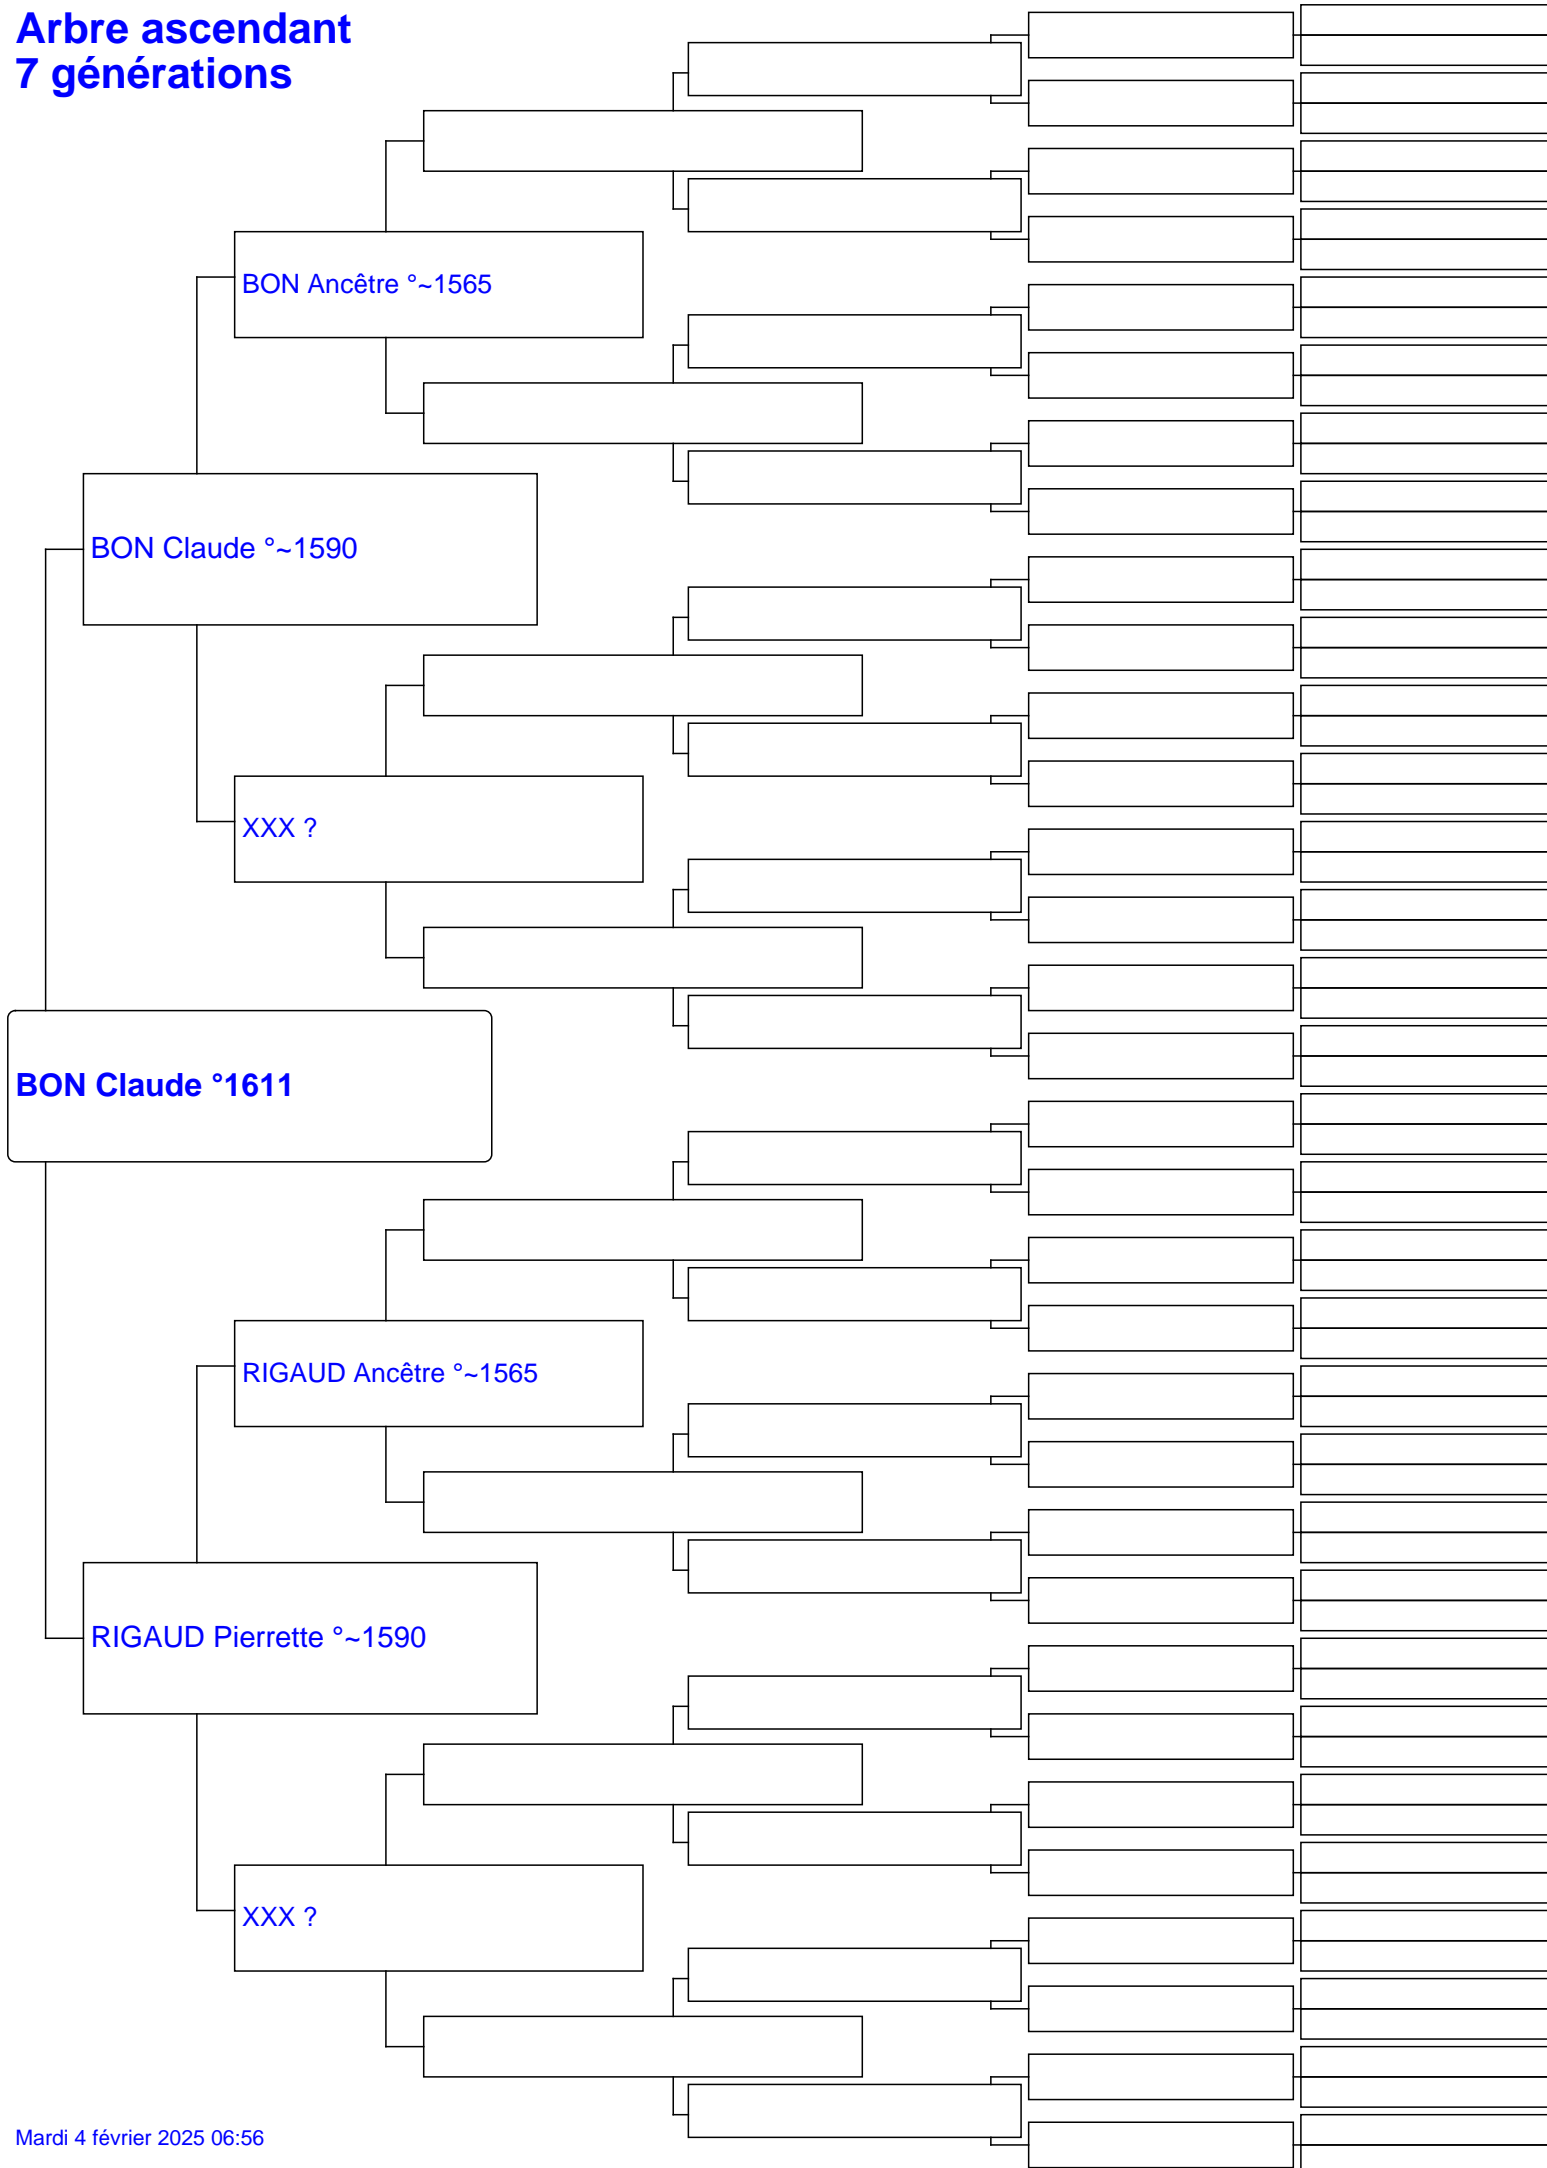 Arbre ascendant
7 générations
BON Ancêtre °~1565
BON Claude °~1590
XXX ?
BON Claude °1611
RIGAUD Ancêtre °~1565
RIGAUD Pierrette °~1590
XXX ?
Mardi 4 février 2025 06:56